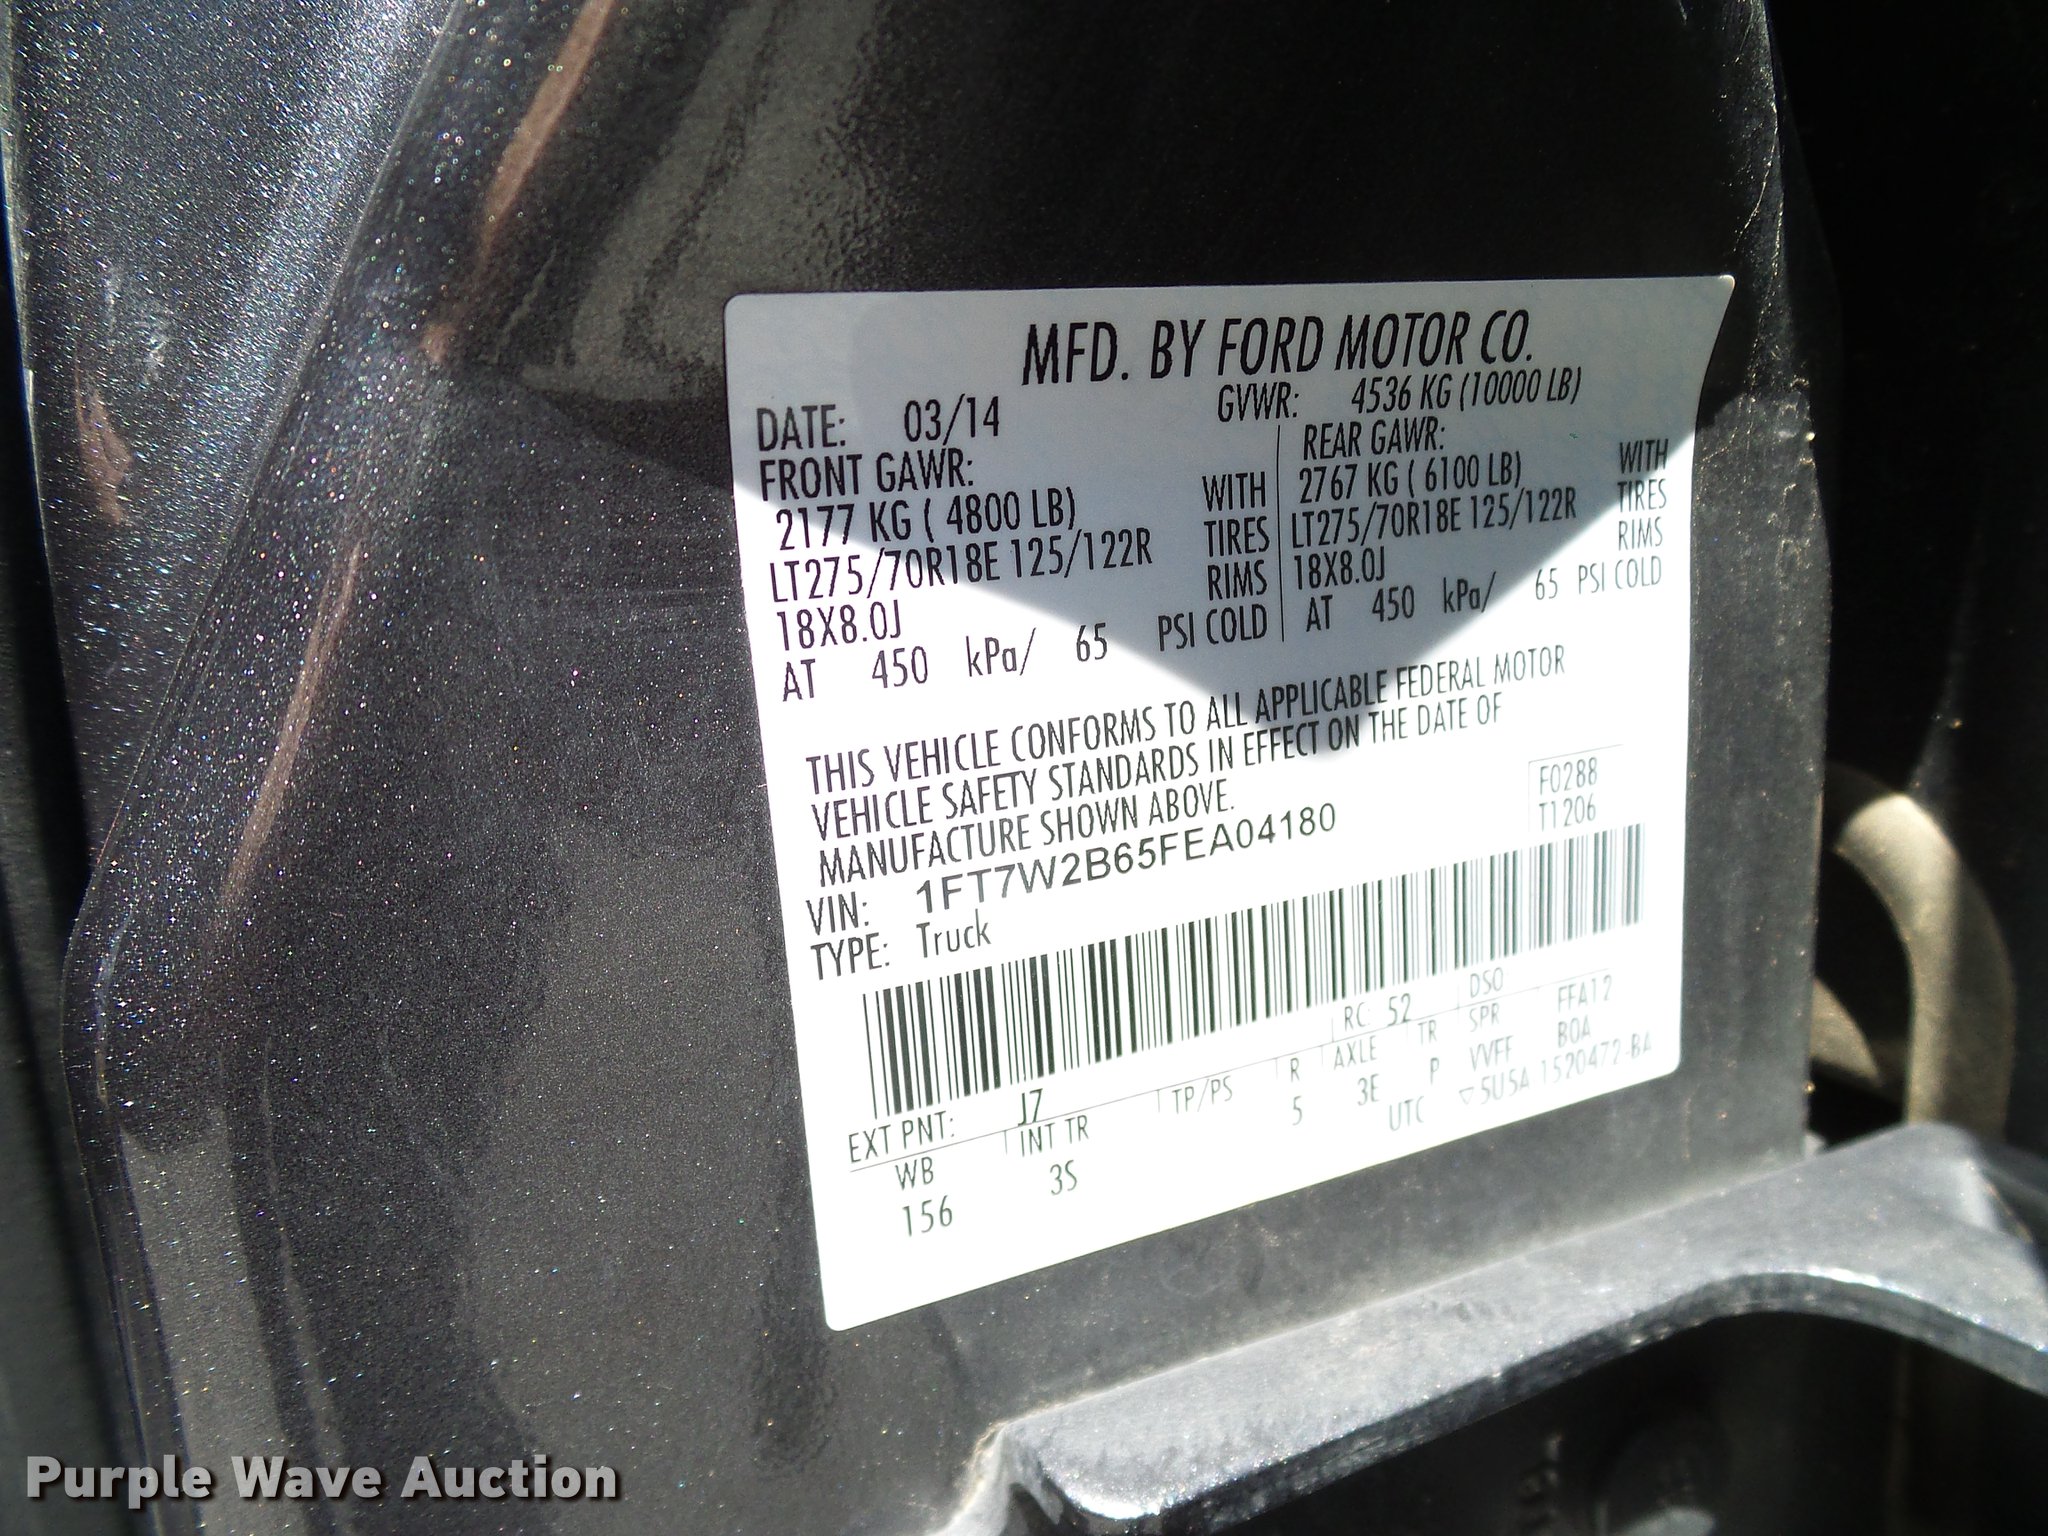 MFD. BY FORD MOTOR CO.
DATE: 03/14 GVWR: 4536 KG (10000 LB)
FRONT GAWR: REAR GAWR:
2177 KG ( 4800 LB) WITH 2767 KG ( 6100 LB) WITH
LT275/70R18E 125/122R TIRES LT275/70R18E 125/122R TIRES
18X8.0J RIMS 18X8.0J RIMS
AT 450 kPa/ 65 PSI COLD AT 450 kPa/ 65 PSI COLD
THIS VEHICLE CONFORMS TO ALL APPLICABLE FEDERAL MOTOR
VEHICLE SAFETY STANDARDS IN EFFECT ON THE DATE OF
MANUFACTURE SHOWN ABOVE.
F0288
VIN: 1FT7W2B65FEA04180 T1206
TYPE: Truck
EXT PNT: J7 RC: 52 DSO FFA12
WB INT TR TP/PS R AXLE TR SPR BOA
156 3S 5 3E P VVFF
UTC ▽5U5A 1520472-BA
Purple Wave Auction